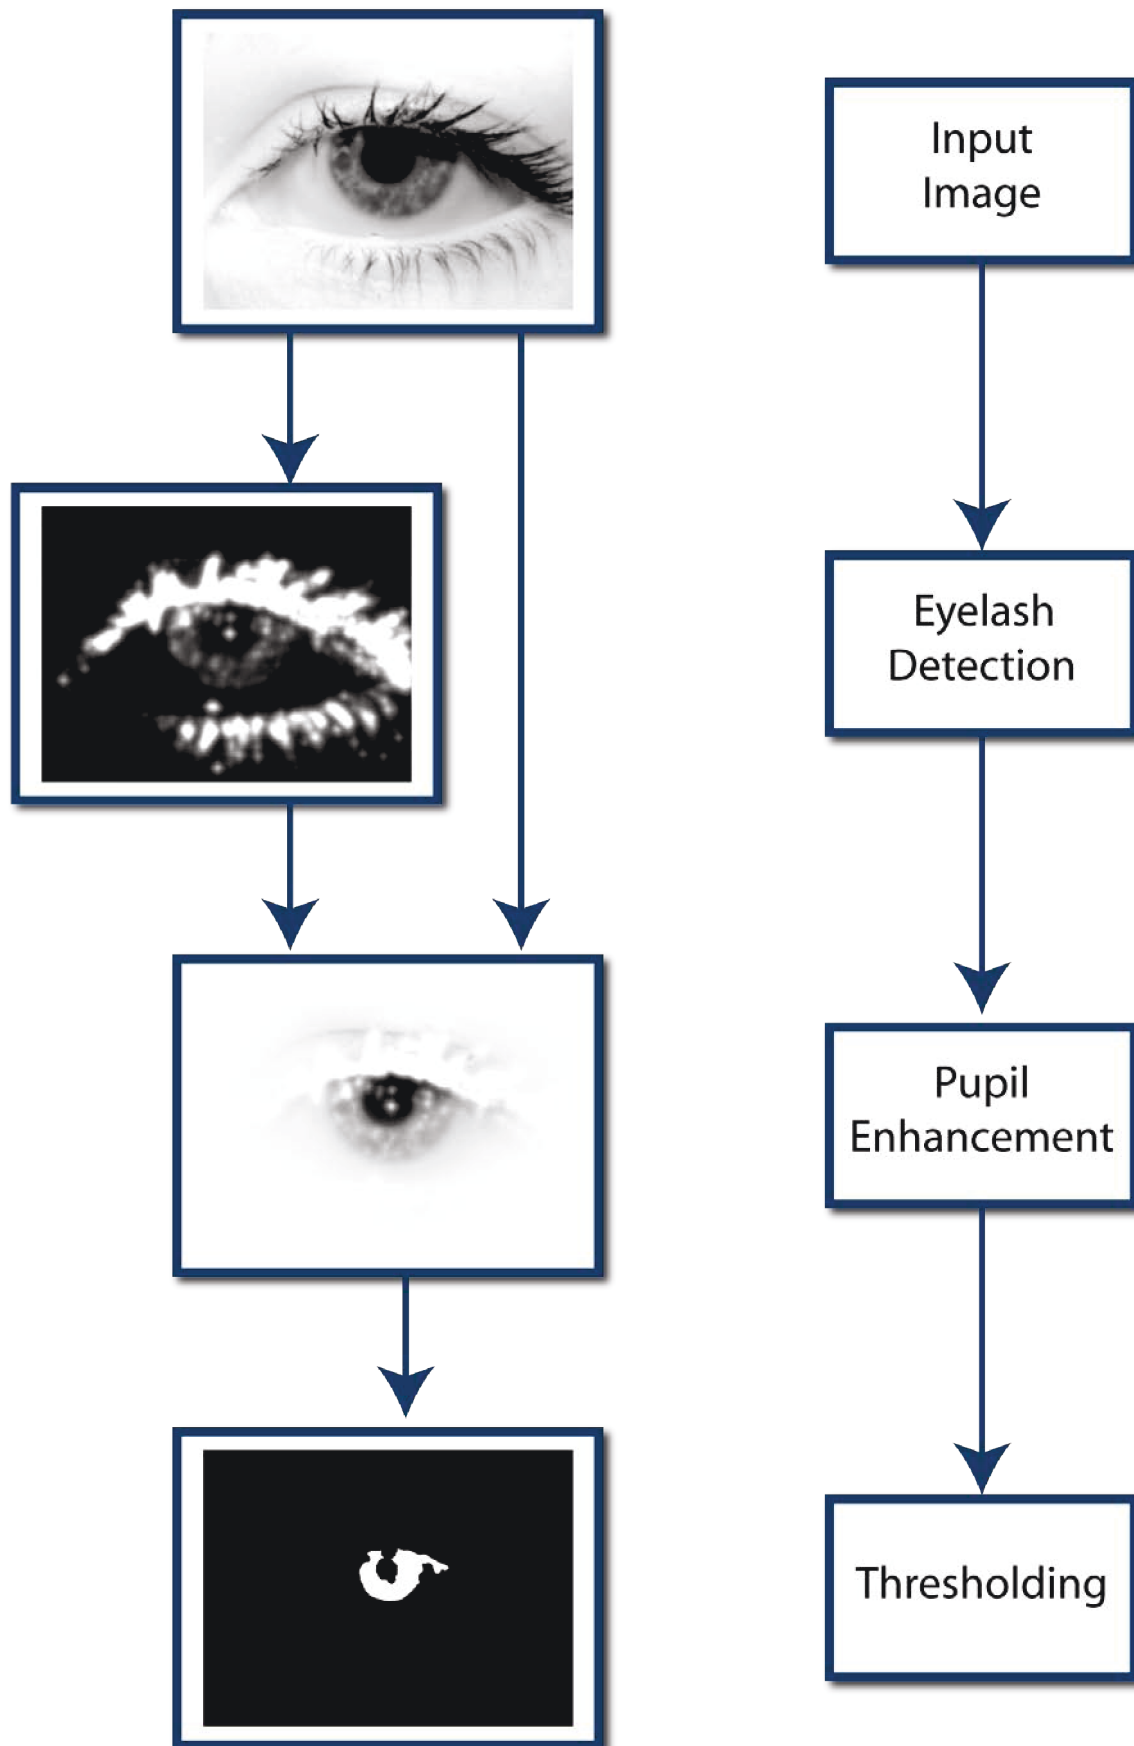 Input
Image
Eyelash
Detection
Pupil
Enhancement
Thresholding